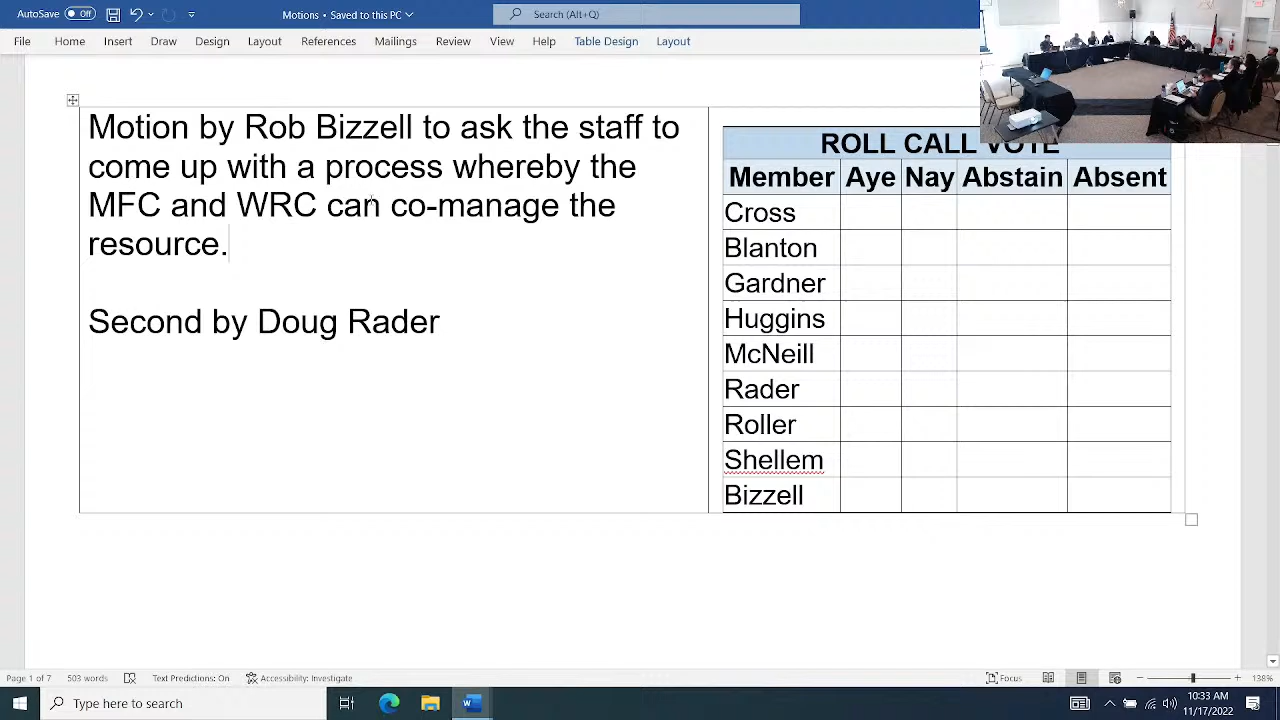 AutoSave Off
Motions - Saved to this PC
Search (Alt+Q)
File Home Insert Draw Design Layout References Mailings Review View Help Table Design Layout
Motion by Rob Bizzell to ask the staff to
come up with a process whereby the
MFC and WRC can co-manage the
resource.
Second by Doug Rader
ROLL CALL VOTE
Member Aye Nay Abstain Absent
Cross
Blanton
Gardner
Huggins
McNeill
Rader
Roller
Shellem
Bizzell
Page 1 of 7 503 words Text Predictions: On Accessibility: Investigate Focus 138%
Type here to search
10:33 AM
11/17/2022